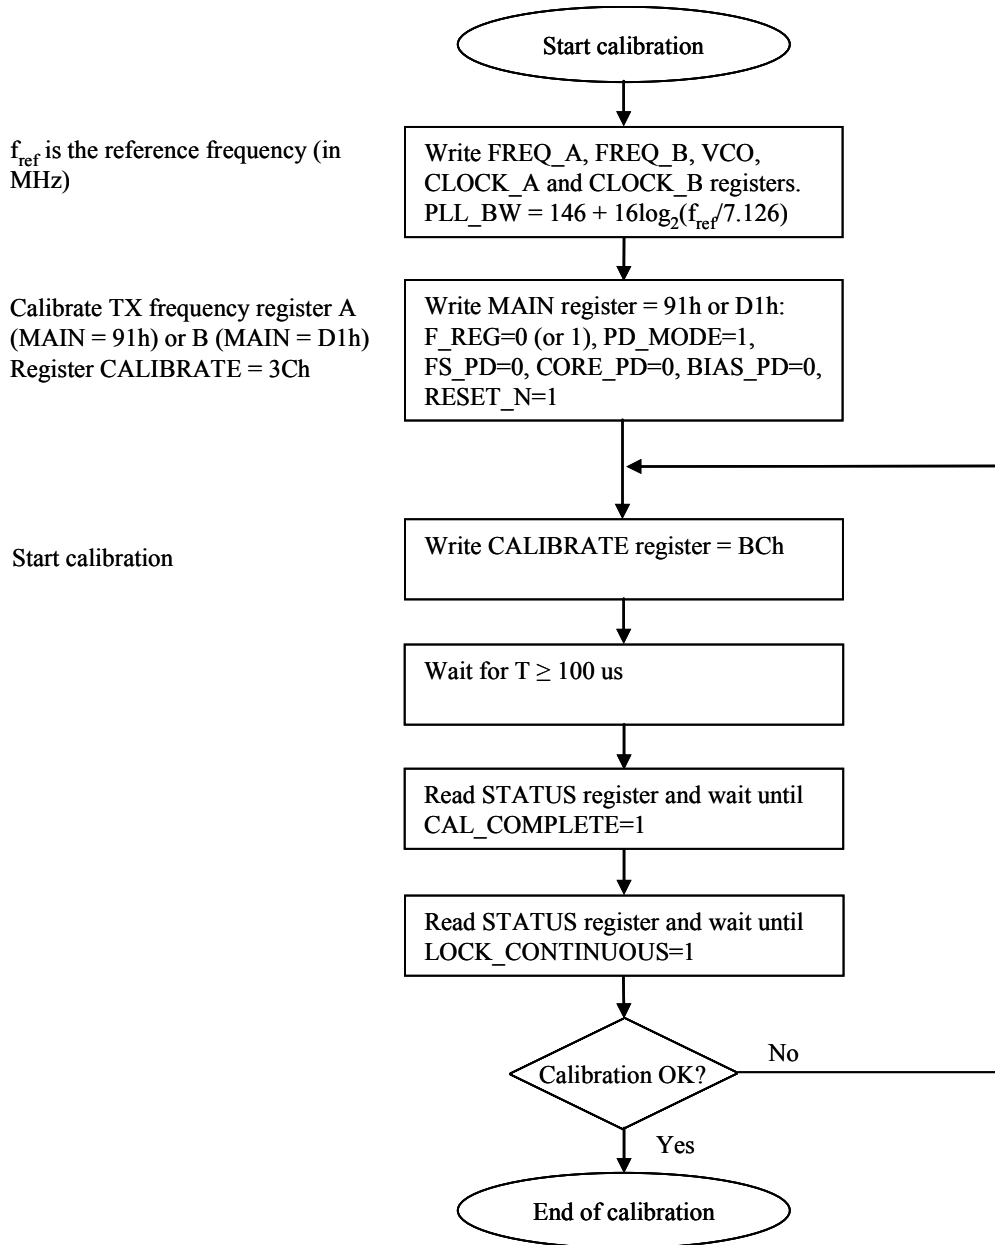 Start calibration
f_ref is the reference frequency (in
MHz)
Write FREQ_A, FREQ_B, VCO,
CLOCK_A and CLOCK_B registers.
PLL_BW = 146 + 16log₂(f_ref/7.126)
Calibrate TX frequency register A
(MAIN = 91h) or B (MAIN = D1h)
Register CALIBRATE = 3Ch
Write MAIN register = 91h or D1h:
F_REG=0 (or 1), PD_MODE=1,
FS_PD=0, CORE_PD=0, BIAS_PD=0,
RESET_N=1
Start calibration
Write CALIBRATE register = BCh
Wait for T ≥ 100 us
Read STATUS register and wait until
CAL_COMPLETE=1
Read STATUS register and wait until
LOCK_CONTINUOUS=1
Calibration OK?
No
Yes
End of calibration